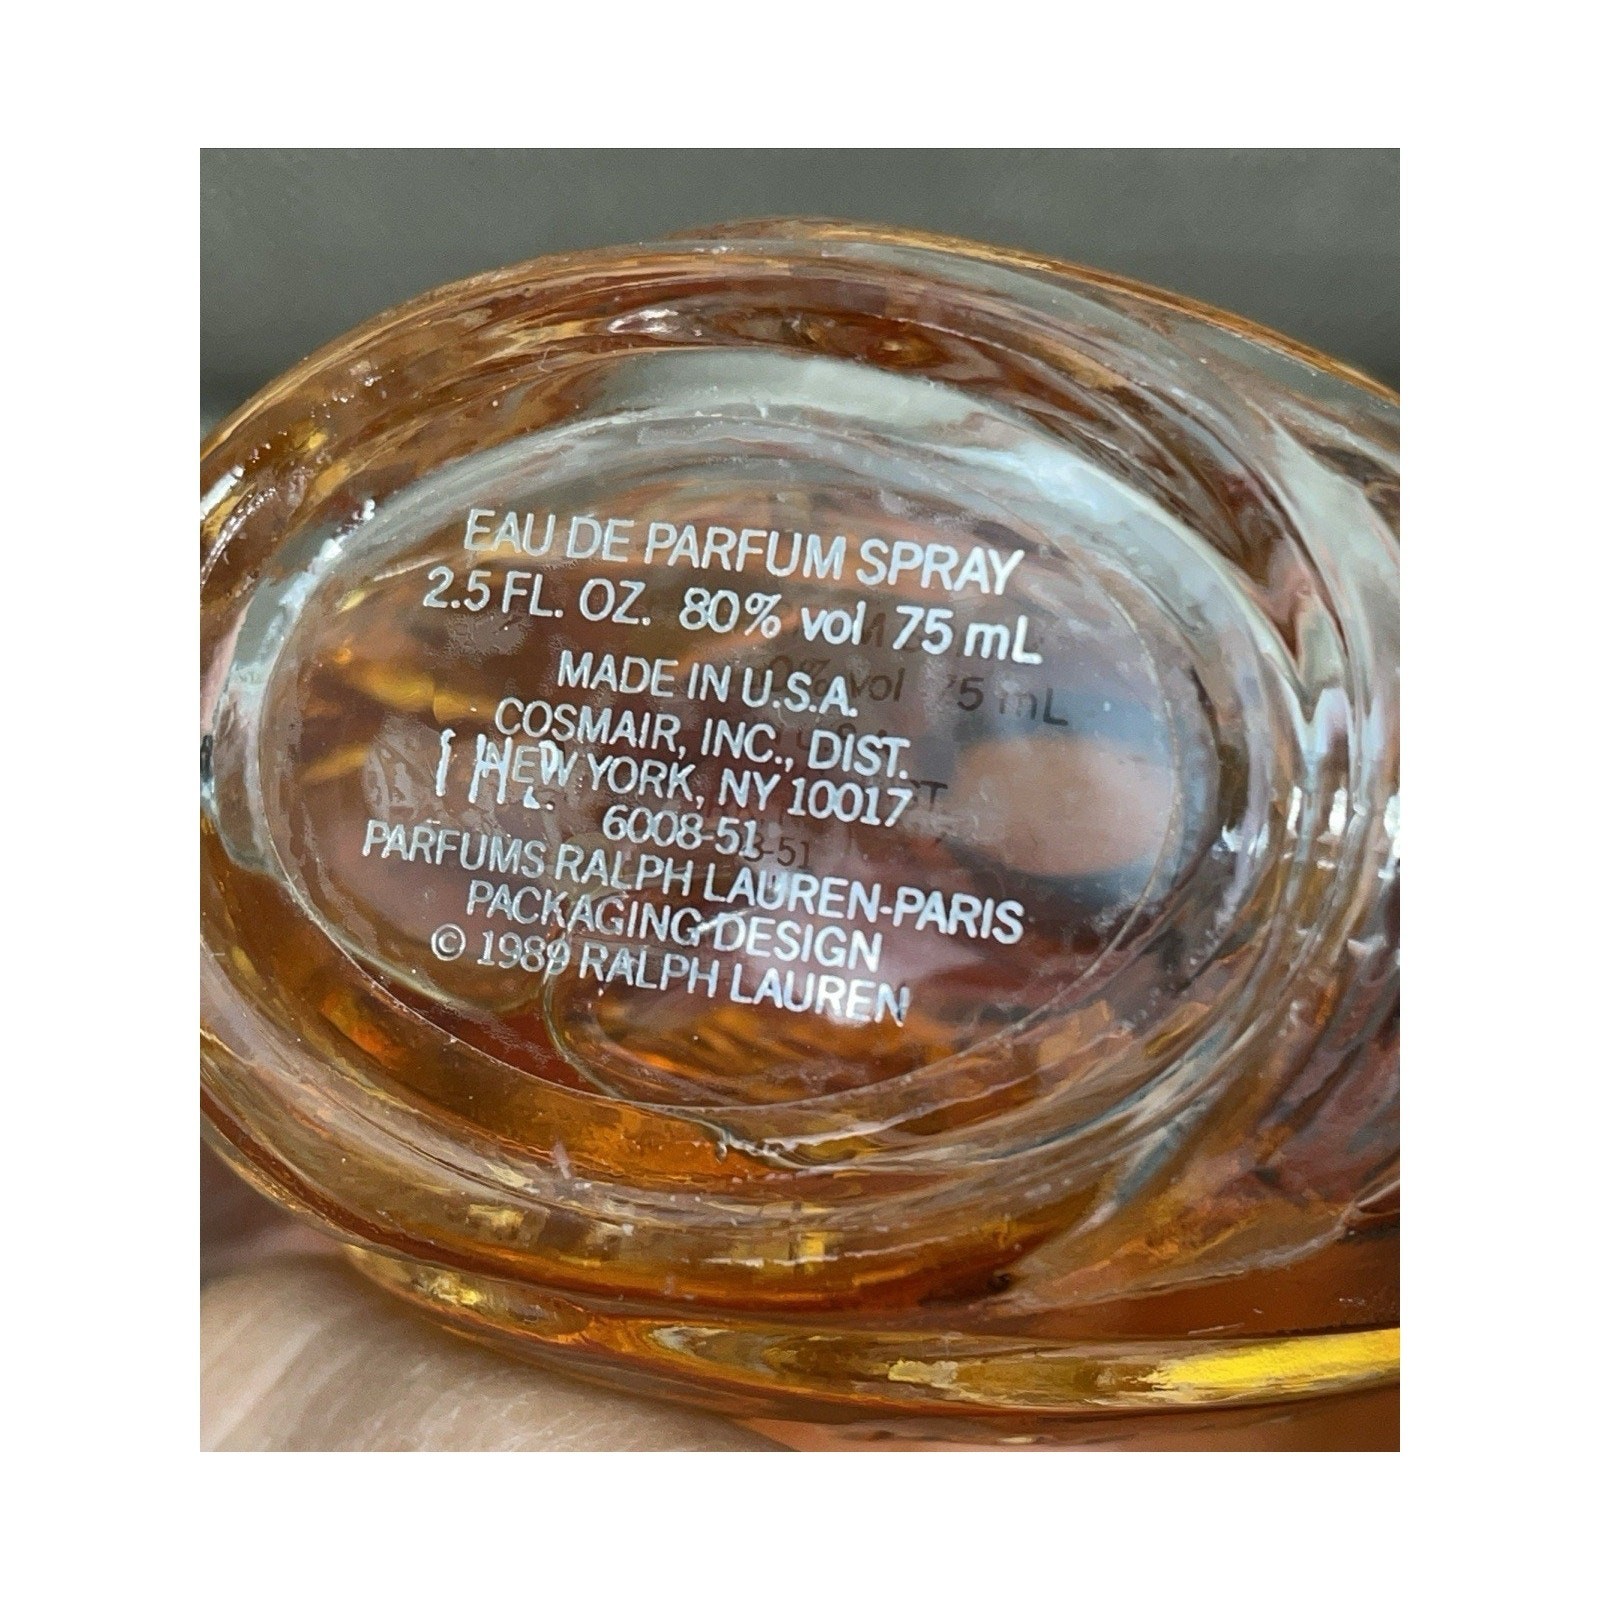 EAU DE PARFUM SPRAY
2.5 FL. OZ. 80% vol 75 mL
MADE IN U.S.A.
COSMAIR, INC., DIST.
NEW YORK, NY 10017
6008-51
PARFUMS RALPH LAUREN-PARIS
PACKAGING DESIGN
© 1989 RALPH LAUREN